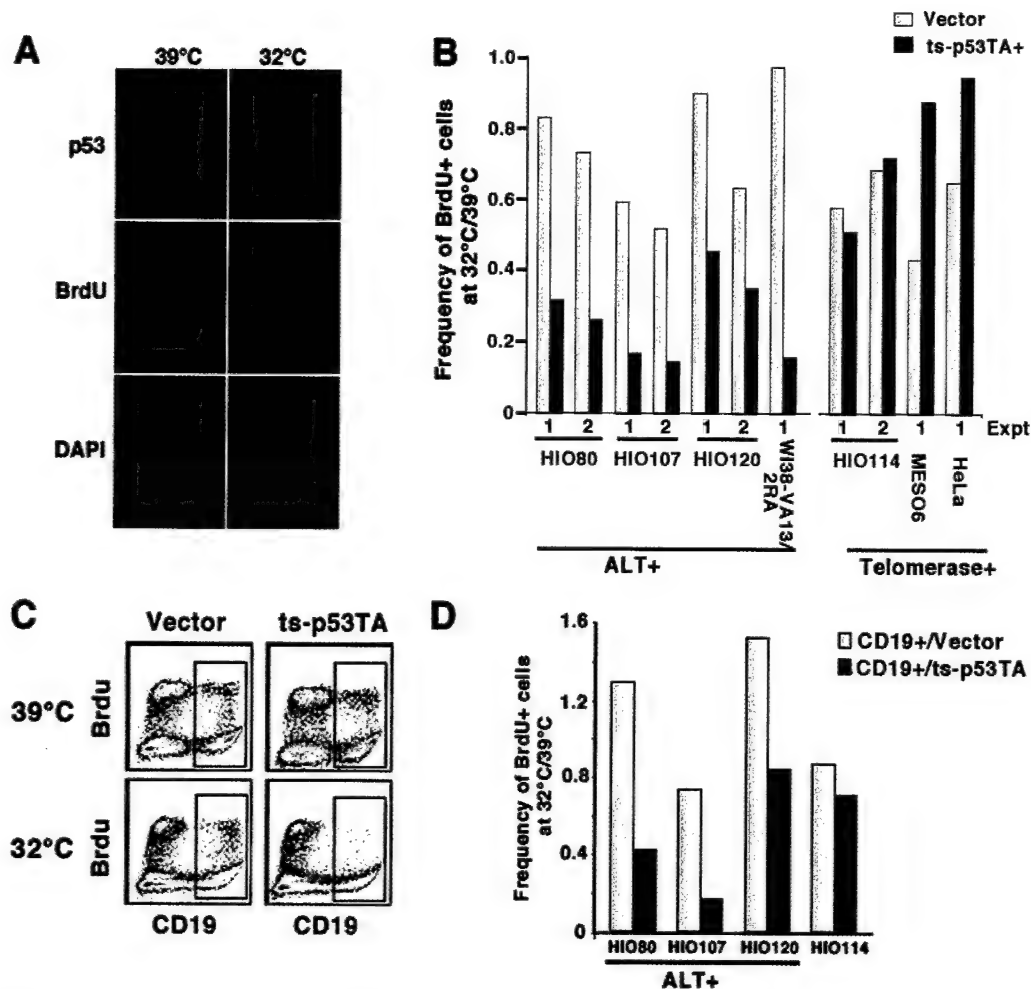 A
39°C 32°C
p53
BrdU
DAPI
B
Vector
ts-p53TA+
Frequency of BrdU+ cells
at 32°C/39°C
1.0
0.8
0.6
0.4
0.2
0
1 2 1 2 1 2 1 1 2 1 1 Expt
HIO80 HIO107 HIO120 WI38-VA13/
2RA HIO114 MESO6 HeLa
ALT+ Telomerase+
C
Vector ts-p53TA
39°C Brdu
32°C Brdu
CD19 CD19
D
CD19+/Vector
CD19+/ts-p53TA
Frequency of BrdU+ cells
at 32°C/39°C
1.6
1.2
0.8
0.4
0
HIO80 HIO107 HIO120 HIO114
ALT+